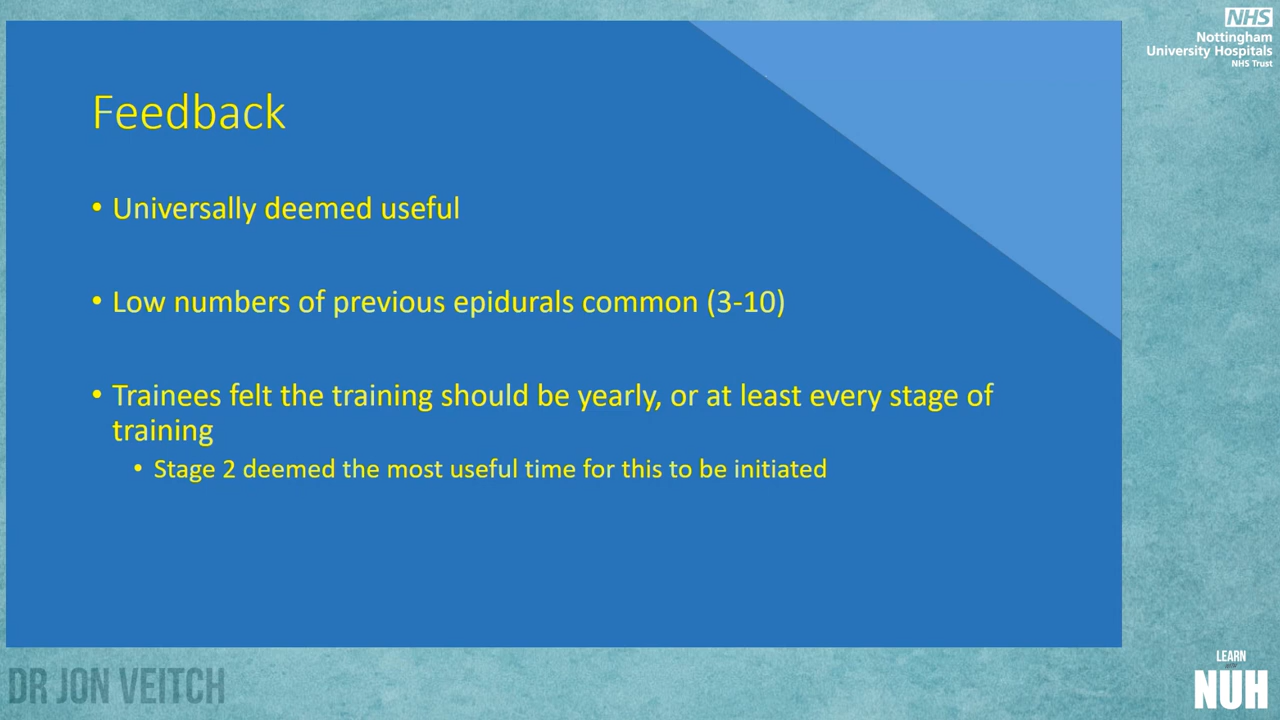 NHS
Nottingham
University Hospitals
NHS Trust
Feedback
• Universally deemed useful
• Low numbers of previous epidurals common (3-10)
• Trainees felt the training should be yearly, or at least every stage of
training
• Stage 2 deemed the most useful time for this to be initiated
DR JON VEITCH
LEARN
NUH